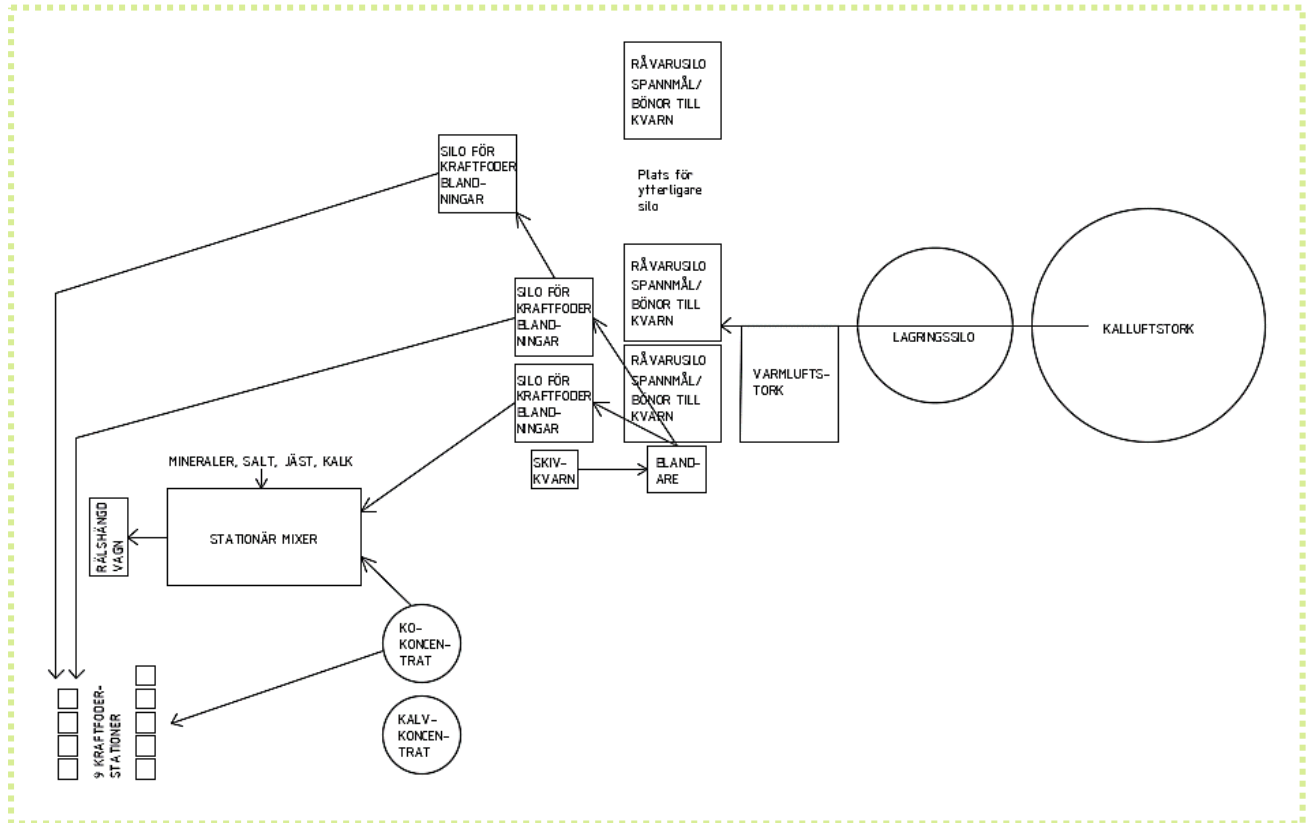 RÅVARUSILO
SPANNMÅL/
BÖNOR TILL
KVARN
SILO FÖR
KRAFTFODER
BLAND-
NINGAR
Plats för
ytterligare
silo
RÅVARUSILO
SPANNMÅL/
BÖNOR TILL
KVARN
SILO FÖR
KRAFTFODER
BLAND-
NINGAR
LAGRINGSSILO
KALLUFTSTORK
RÅVARUSILO
SPANNMÅL/
BÖNOR TILL
KVARN
VARMLUFTS-
TORK
SILO FÖR
KRAFTFODER
BLAND-
NINGAR
SKIV-
KVARN
BLAND-
ARE
MINERALER, SALT, JÄST, KALK
STATIONÄR MIXER
RÄLSHÄNGD
VAGN
KO-
KONCEN-
TRAT
KALV-
KONCEN-
TRAT
9 KRAFTFODER-
STATIONER